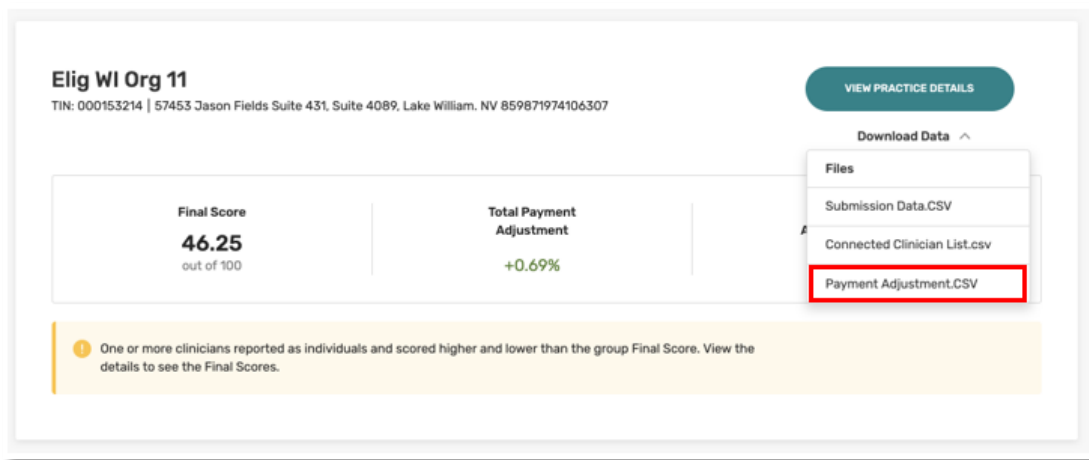 Elig WI Org 11
TIN: 000153214 | 57453 Jason Fields Suite 431, Suite 4089, Lake William. NV 859871974106307
VIEW PRACTICE DETAILS
Download Data
Files
Submission Data.CSV
Connected Clinician List.csv
Payment Adjustment.CSV
Final Score
46.25
out of 100
Total Payment
Adjustment
+0.69%
One or more clinicians reported as individuals and scored higher and lower than the group Final Score. View the
details to see the Final Scores.